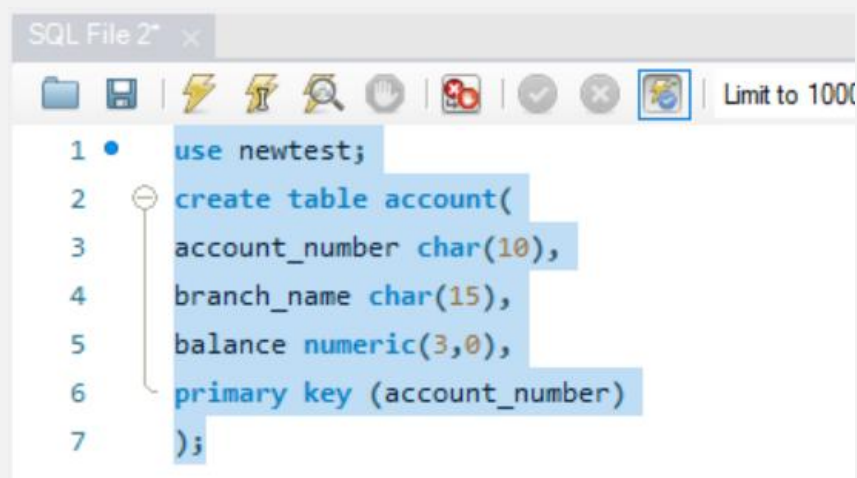 SQL File 2*
Limit to 1000
1 use newtest;
2 create table account(
3 account_number char(10),
4 branch_name char(15),
5 balance numeric(3,0),
6 primary key (account_number)
7 );